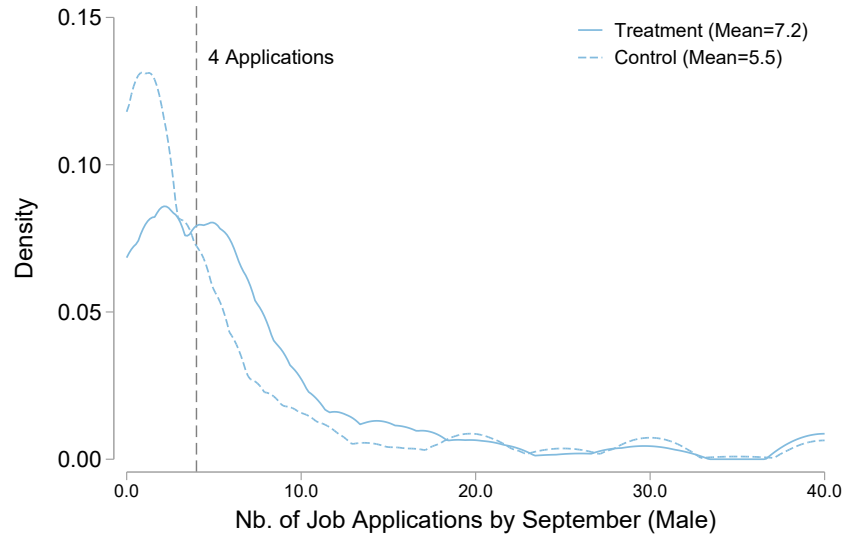 0.15
0.10
0.05
0.00
Density
4 Applications
Treatment (Mean=7.2)
Control (Mean=5.5)
0.0 10.0 20.0 30.0 40.0
Nb. of Job Applications by September (Male)